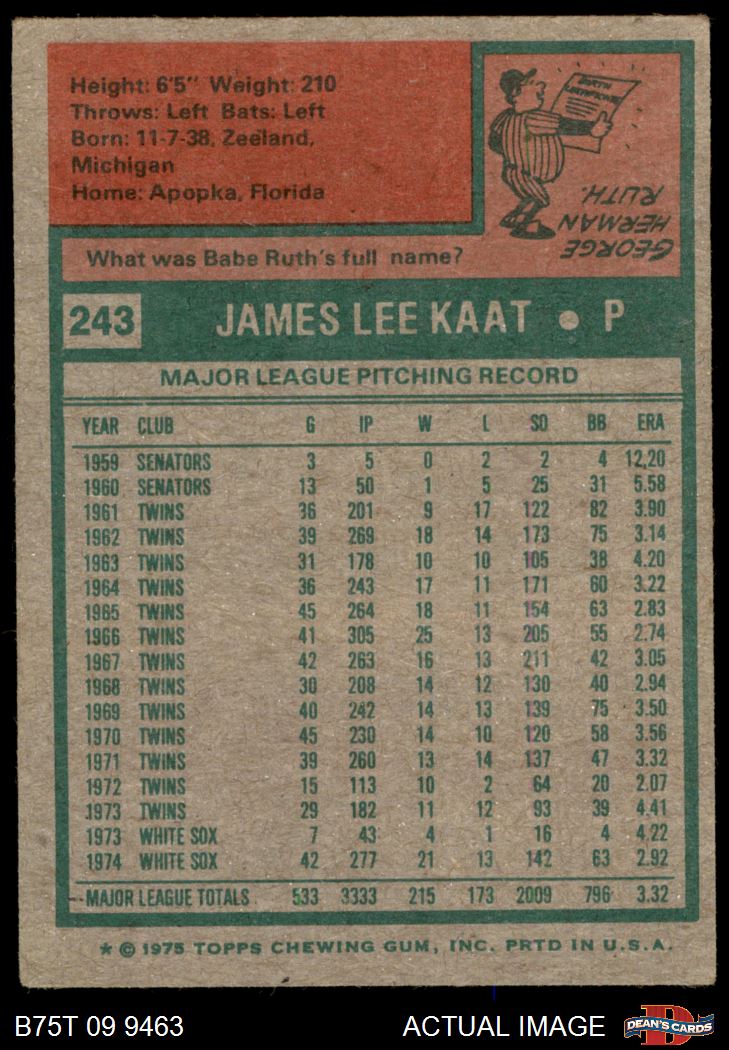 Height: 6'5" Weight: 210
Throws: Left Bats: Left
Born: 11-7-38, Zeeland,
Michigan
Home: Apopka, Florida
BIRTH
CERTIFICATE
GEORGE
HERMAN
RUTH.
What was Babe Ruth's full name?
243 JAMES LEE KAAT • P
MAJOR LEAGUE PITCHING RECORD
YEAR CLUB G IP W L SO BB ERA
1959 SENATORS 3 5 0 2 2 4 12.20
1960 SENATORS 13 50 1 5 25 31 5.58
1961 TWINS 36 201 9 17 122 82 3.90
1962 TWINS 39 269 18 14 173 75 3.14
1963 TWINS 31 178 10 10 105 38 4.20
1964 TWINS 36 243 17 11 171 60 3.22
1965 TWINS 45 264 18 11 154 63 2.83
1966 TWINS 41 305 25 13 205 55 2.74
1967 TWINS 42 263 16 13 211 42 3.05
1968 TWINS 30 208 14 12 130 40 2.94
1969 TWINS 40 242 14 13 139 75 3.50
1970 TWINS 45 230 14 10 120 58 3.56
1971 TWINS 39 260 13 14 137 47 3.32
1972 TWINS 15 113 10 2 64 20 2.07
1973 TWINS 29 182 11 12 93 39 4.41
1973 WHITE SOX 7 43 4 1 16 4 4.22
1974 WHITE SOX 42 277 21 13 142 63 2.92
MAJOR LEAGUE TOTALS 533 3333 215 173 2009 796 3.32
* © 1975 TOPPS CHEWING GUM, INC. PRTD IN U.S.A.
B75T 09 9463 ACTUAL IMAGE D DEAN'S CARDS